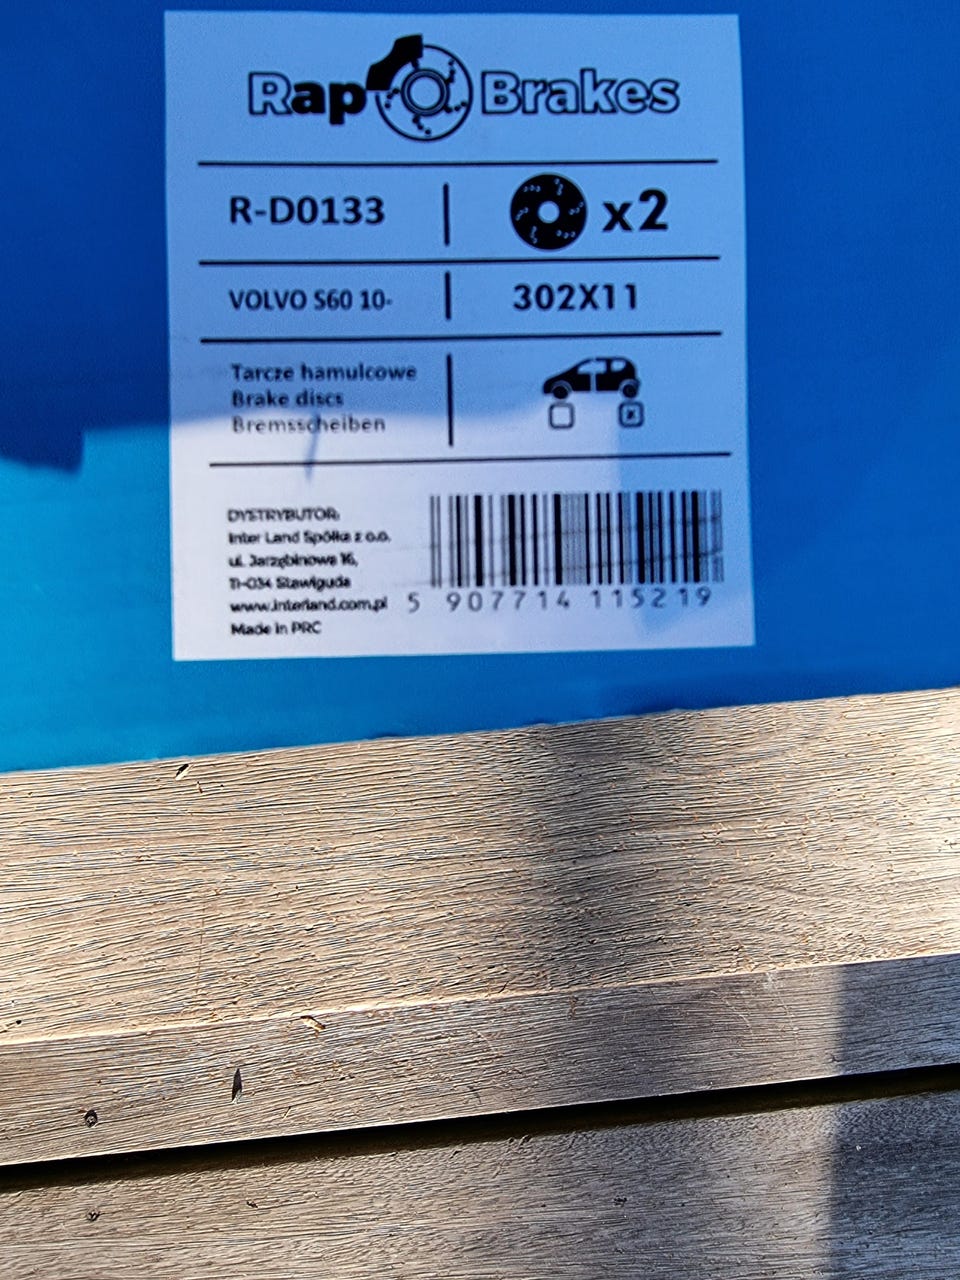 Rap Brakes
R-D0133 x2
VOLVO S60 10- 302X11
Tarcze hamulcowe
Brake discs
Bremsscheiben
x
DYSTRYBUTOR:
Inter Land Spółka z o.o.
ul. Jarzębinowa 16,
11-034 Stawiguda
www.interland.com.pl
Made in PRC
5 907714 115219